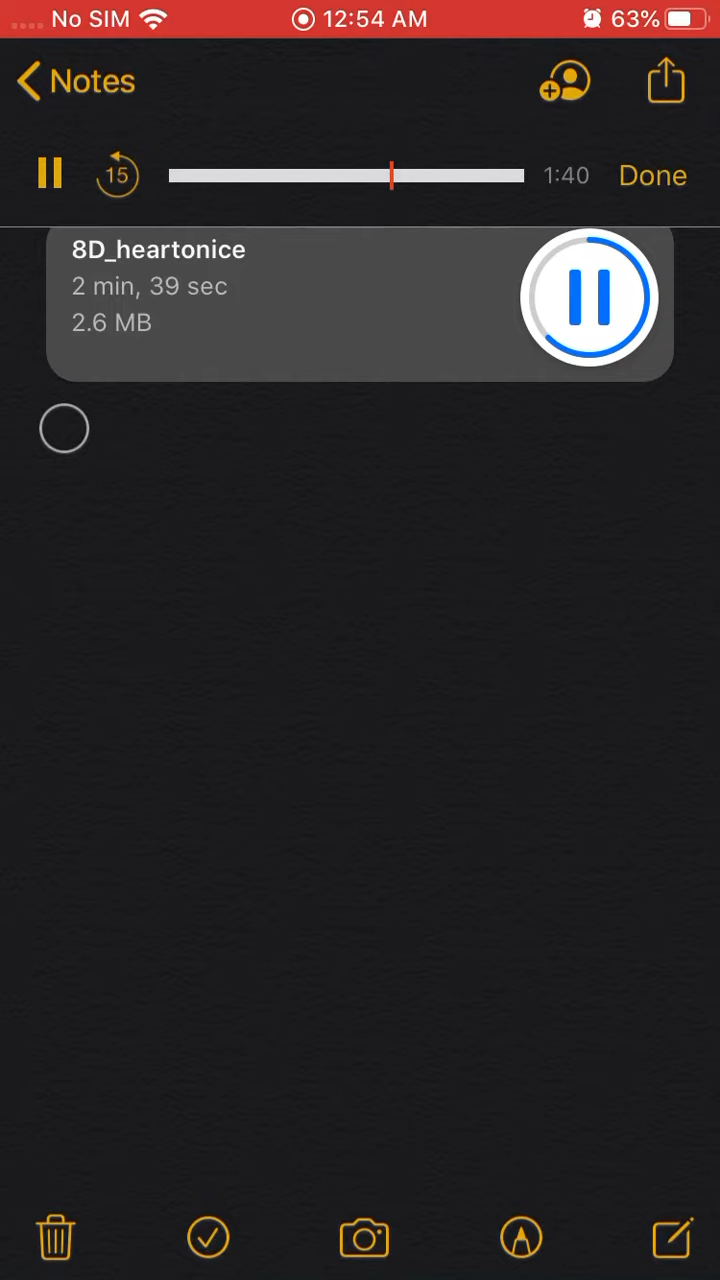 No SIM 12:54 AM 63%
Notes
15 1:40 Done
8D_heartonice
2 min, 39 sec
2.6 MB